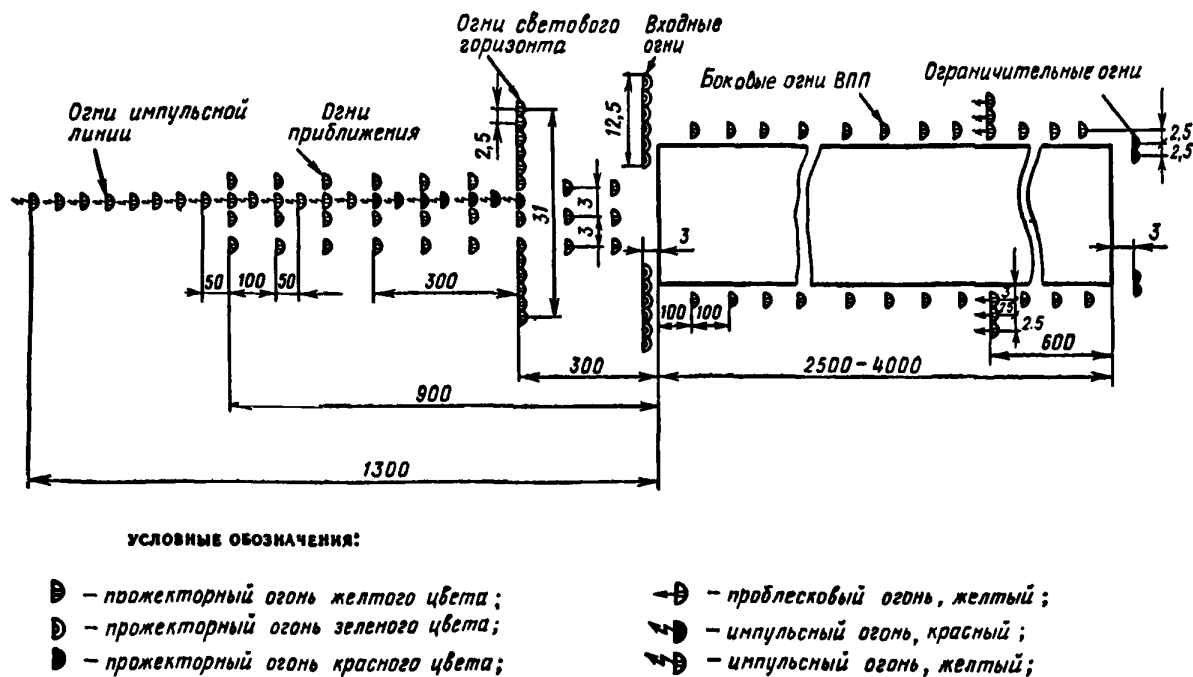 Огни светового
горизонта
Входные
огни
Боковые огни ВПП
Ограничительные огни
Огни импульсной
линии
Огни
приближения
2,5
12,5
2.5
2,5
31
3
3
3
3
50
100
50
300
100
100
3
2.5
600
300
2500-4000
900
1300
УСЛОВНЫЕ ОБОЗНАЧЕНИЯ:
– прожекторный огонь желтого цвета;
– прожекторный огонь зеленого цвета;
– прожекторный огонь красного цвета;
– проблесковый огонь, желтый;
– импульсный огонь, красный;
– импульсный огонь, желтый;